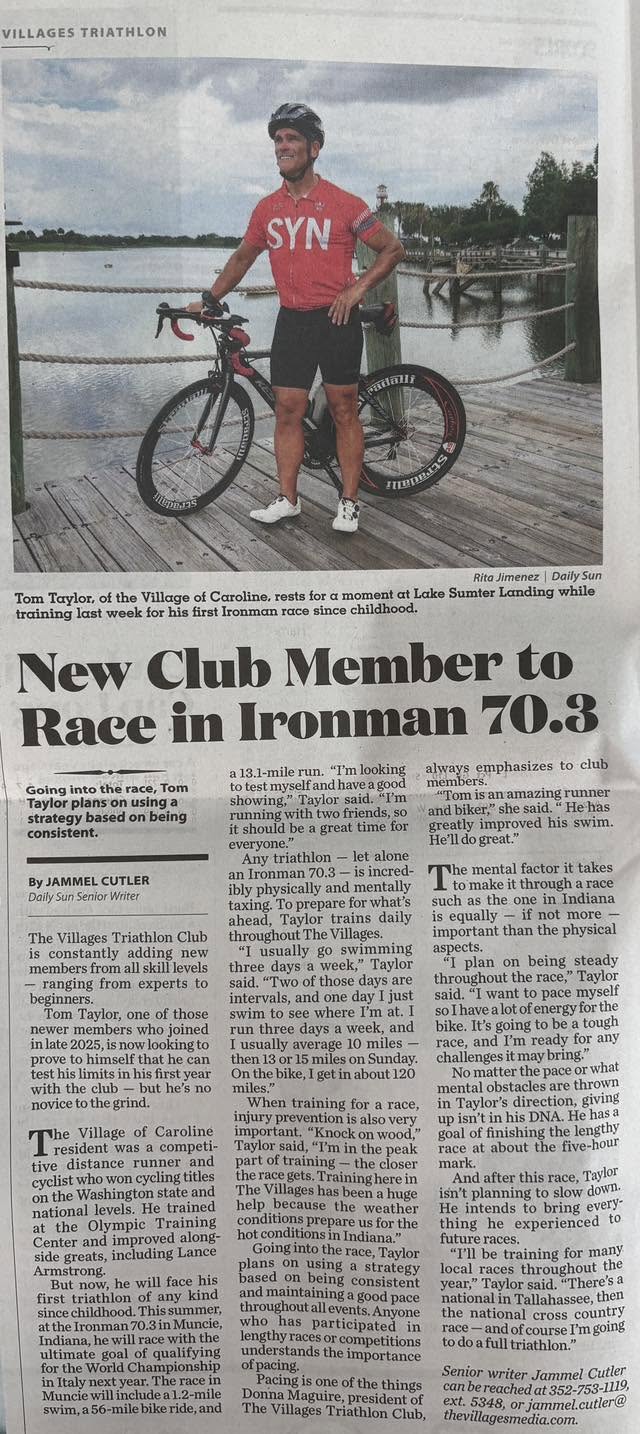 VILLAGES TRIATHLON
SYN
Stradalli
Stradalli
Stradalli
Stradalli
Rita Jimenez | Daily Sun
Tom Taylor, of the Village of Caroline, rests for a moment at Lake Sumter Landing while
training last week for his first Ironman race since childhood.
New Club Member to
Race in Ironman 70.3
Going into the race, Tom
Taylor plans on using a
strategy based on being
consistent.
By JAMMEL CUTLER
Daily Sun Senior Writer
The Villages Triathlon Club
is constantly adding new
members from all skill levels
— ranging from experts to
beginners.
Tom Taylor, one of those
newer members who joined
in late 2025, is now looking to
prove to himself that he can
test his limits in his first year
with the club — but he's no
novice to the grind.
The Village of Caroline
resident was a competi-
tive distance runner and
cyclist who won cycling titles
on the Washington state and
national levels. He trained
at the Olympic Training
Center and improved along-
side greats, including Lance
Armstrong.
But now, he will face his
first triathlon of any kind
since childhood. This summer,
at the Ironman 70.3 in Muncie,
Indiana, he will race with the
ultimate goal of qualifying
for the World Championship
in Italy next year. The race in
Muncie will include a 1.2-mile
swim, a 56-mile bike ride, and
a 13.1-mile run. “I'm looking
to test myself and have a good
showing,” Taylor said. “I'm
running with two friends, so
it should be a great time for
everyone.”
Any triathlon — let alone
an Ironman 70.3 — is incred-
ibly physically and mentally
taxing. To prepare for what's
ahead, Taylor trains daily
throughout The Villages.
“I usually go swimming
three days a week,” Taylor
said. “Two of those days are
intervals, and one day I just
swim to see where I'm at. I
run three days a week, and
I usually average 10 miles —
then 13 or 15 miles on Sunday.
On the bike, I get in about 120
miles.”
When training for a race,
injury prevention is also very
important. “Knock on wood,”
Taylor said, “I'm in the peak
part of training — the closer
the race gets. Training here in
The Villages has been a huge
help because the weather
conditions prepare us for the
hot conditions in Indiana.”
Going into the race, Taylor
plans on using a strategy
based on being consistent
and maintaining a good pace
throughout all events. Anyone
who has participated in
lengthy races or competitions
understands the importance
of pacing.
Pacing is one of the things
Donna Maguire, president of
The Villages Triathlon Club,
always emphasizes to club
members.
“Tom is an amazing runner
and biker,” she said. “ He has
greatly improved his swim.
He'll do great.”
The mental factor it takes
to make it through a race
such as the one in Indiana
is equally — if not more —
important than the physical
aspects.
“I plan on being steady
throughout the race,” Taylor
said. “I want to pace myself
so I have a lot of energy for the
bike. It's going to be a tough
race, and I'm ready for any
challenges it may bring.”
No matter the pace or what
mental obstacles are thrown
in Taylor's direction, giving
up isn't in his DNA. He has a
goal of finishing the lengthy
race at about the five-hour
mark.
And after this race, Taylor
isn't planning to slow down.
He intends to bring every-
thing he experienced to
future races.
“I'll be training for many
local races throughout the
year,” Taylor said. “There's a
national in Tallahassee, then
the national cross country
race — and of course I'm going
to do a full triathlon.”
Senior writer Jammel Cutler
can be reached at 352-753-1119,
ext. 5348, or jammel.cutler@
thevillagesmedia.com.